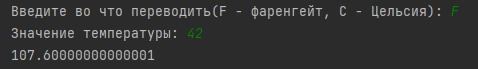 Введите во что переводить(F - фаренгейт, C - Цельсия): F
Значение температуры: 42
107.60000000000001